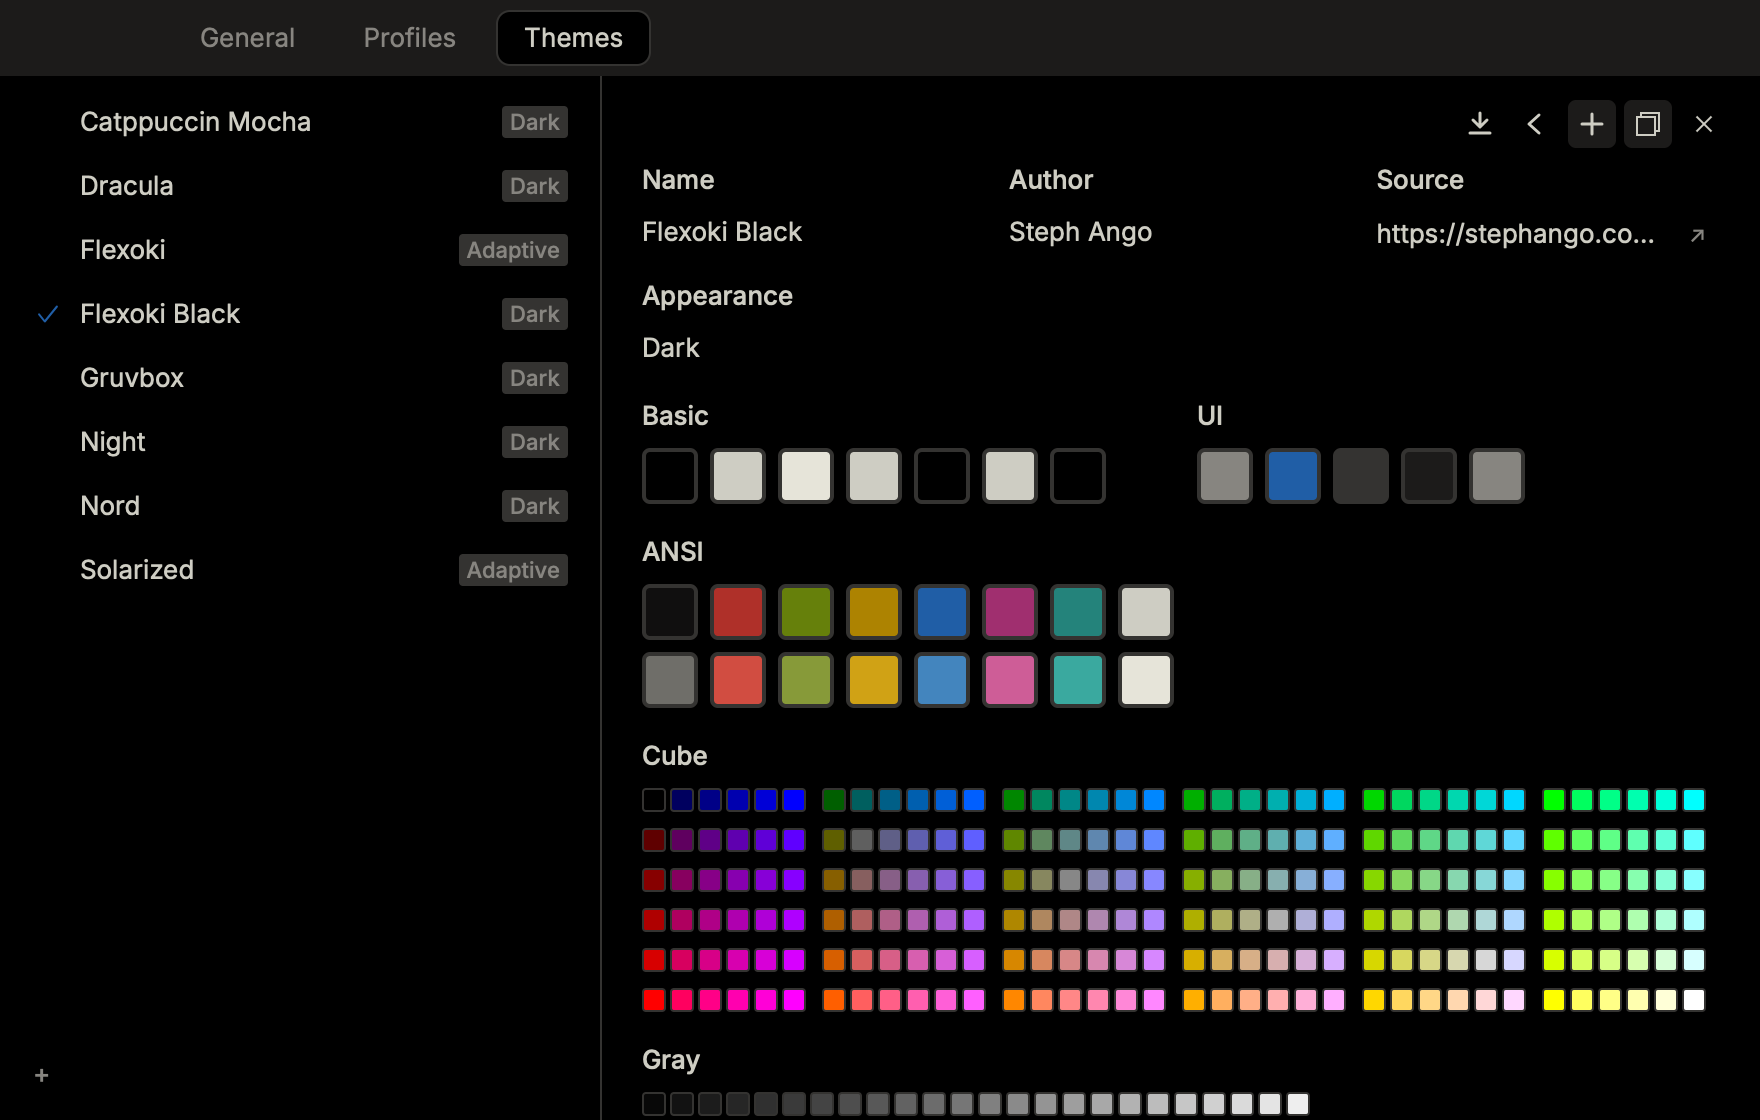 General Profiles Themes
Catppuccin Mocha Dark
Dracula Dark
Flexoki Adaptive
Flexoki Black Dark
Gruvbox Dark
Night Dark
Nord Dark
Solarized Adaptive
Name Author Source
Flexoki Black Steph Ango https://stephango.co...
Appearance
Dark
Basic UI
ANSI
Cube
Gray